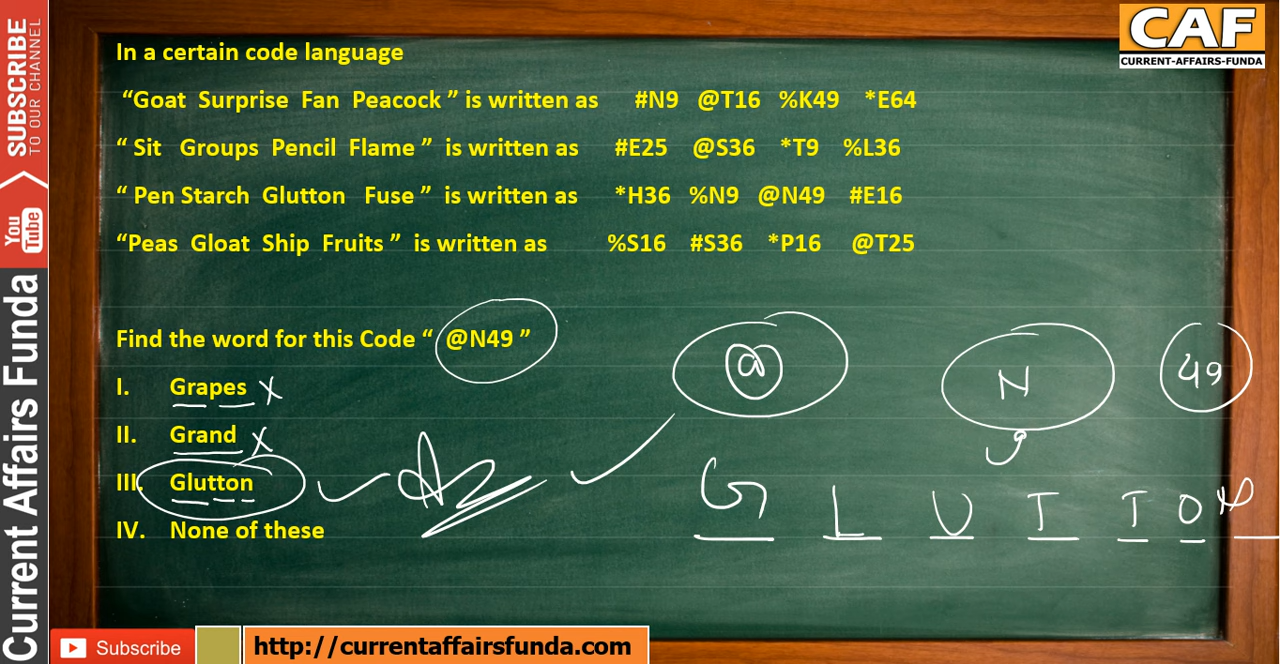 SUBSCRIBE
TO OUR CHANNEL
You
Tube
Current Affairs Funda
CAF
CURRENT-AFFAIRS-FUNDA
In a certain code language
“Goat Surprise Fan Peacock ” is written as #N9 @T16 %K49 *E64
“ Sit Groups Pencil Flame ” is written as #E25 @S36 *T9 %L36
“ Pen Starch Glutton Fuse ” is written as *H36 %N9 @N49 #E16
“Peas Gloat Ship Fruits ” is written as %S16 #S36 *P16 @T25
Find the word for this Code “ @N49 ”
I. Grapes X
II. Grand X
III. Glutton
IV. None of these
@ N 49
G L U T T O N
Subscribe
http://currentaffairsfunda.com